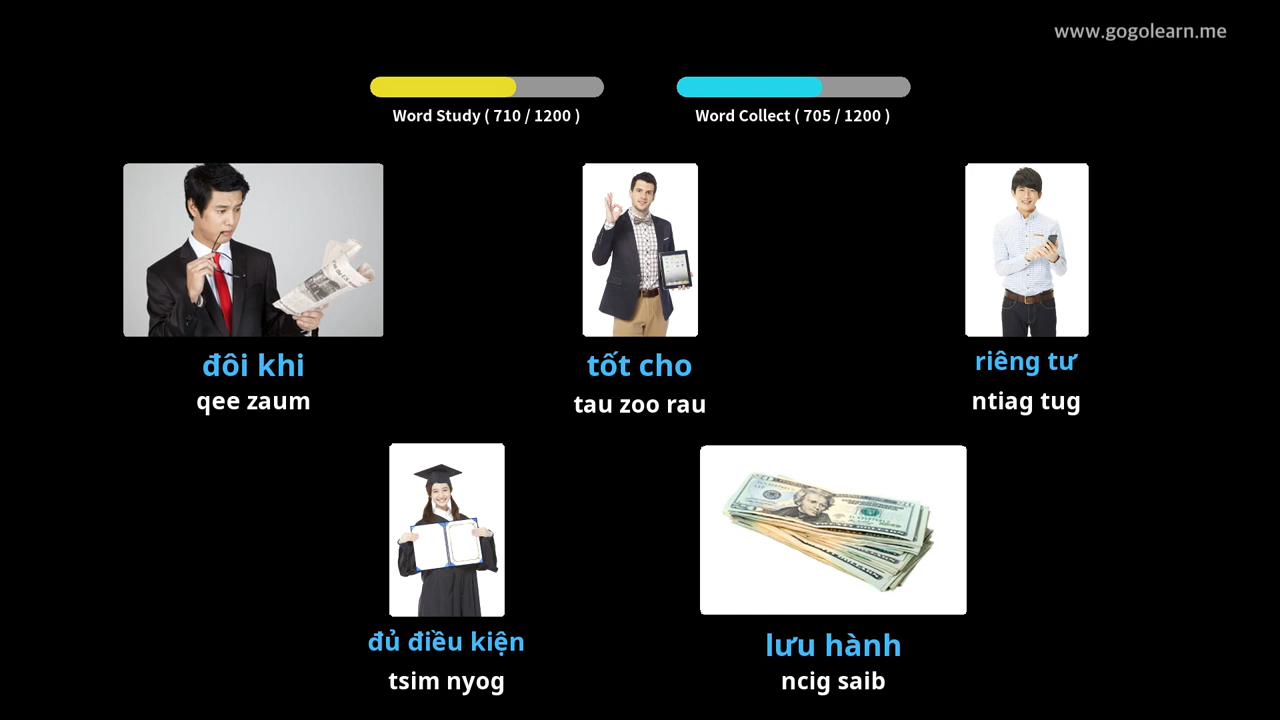 www.gogolearn.me
Word Study ( 710 / 1200 )
Word Collect ( 705 / 1200 )
đôi khi
qee zaum
tốt cho
tau zoo rau
riêng tư
ntiag tug
đủ điều kiện
tsim nyog
lưu hành
ncig saib